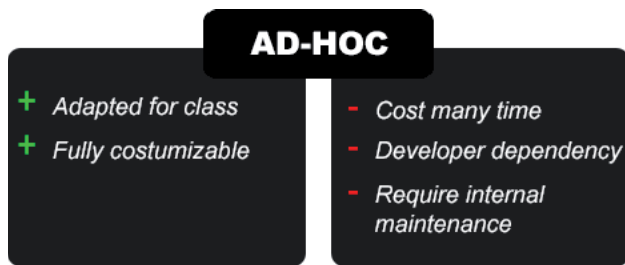 AD-HOC
+ Adapted for class
+ Fully costumizable
- Cost many time
- Developer dependency
- Require internal
maintenance